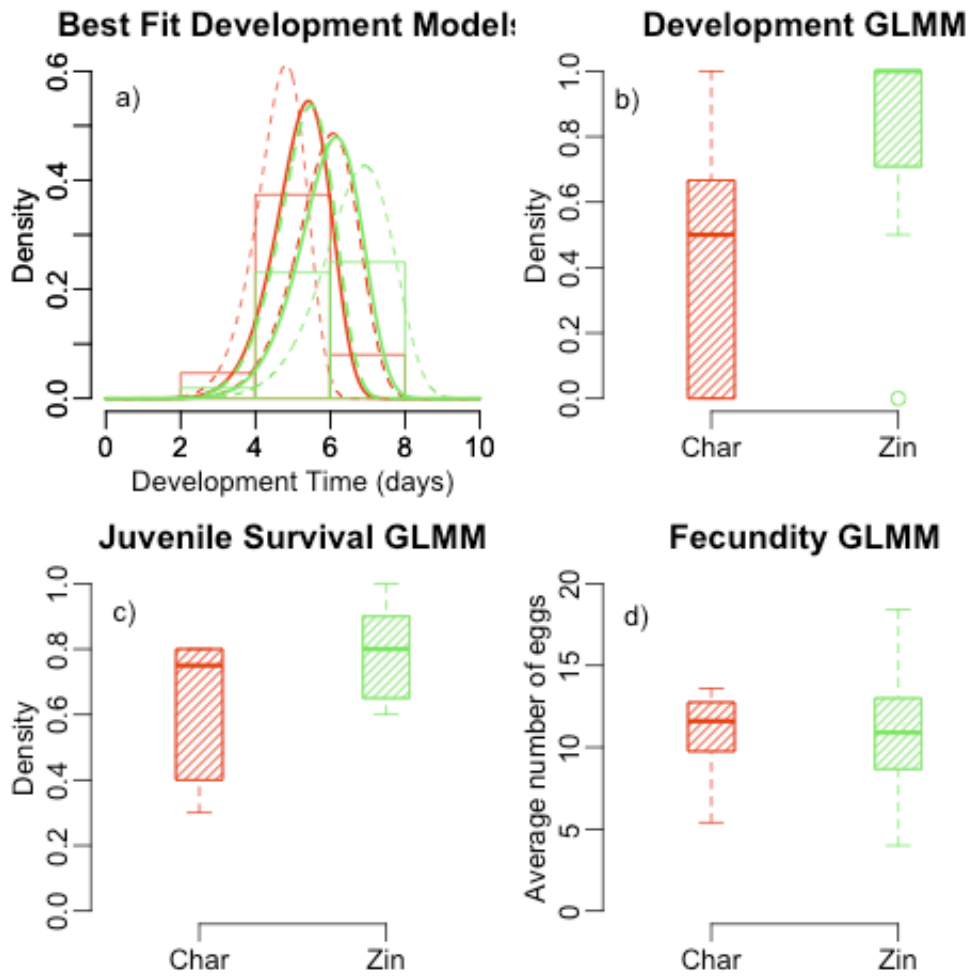 Best Fit Development Models
a)
Density
0.0
0.2
0.4
0.6
0
2
4
6
8
10
Development Time (days)
Development GLMM
b)
Density
0.0
0.2
0.4
0.6
0.8
1.0
Char
Zin
Juvenile Survival GLMM
c)
Density
0.0
0.2
0.4
0.6
0.8
1.0
Char
Zin
Fecundity GLMM
d)
Average number of eggs
0
5
10
15
20
Char
Zin